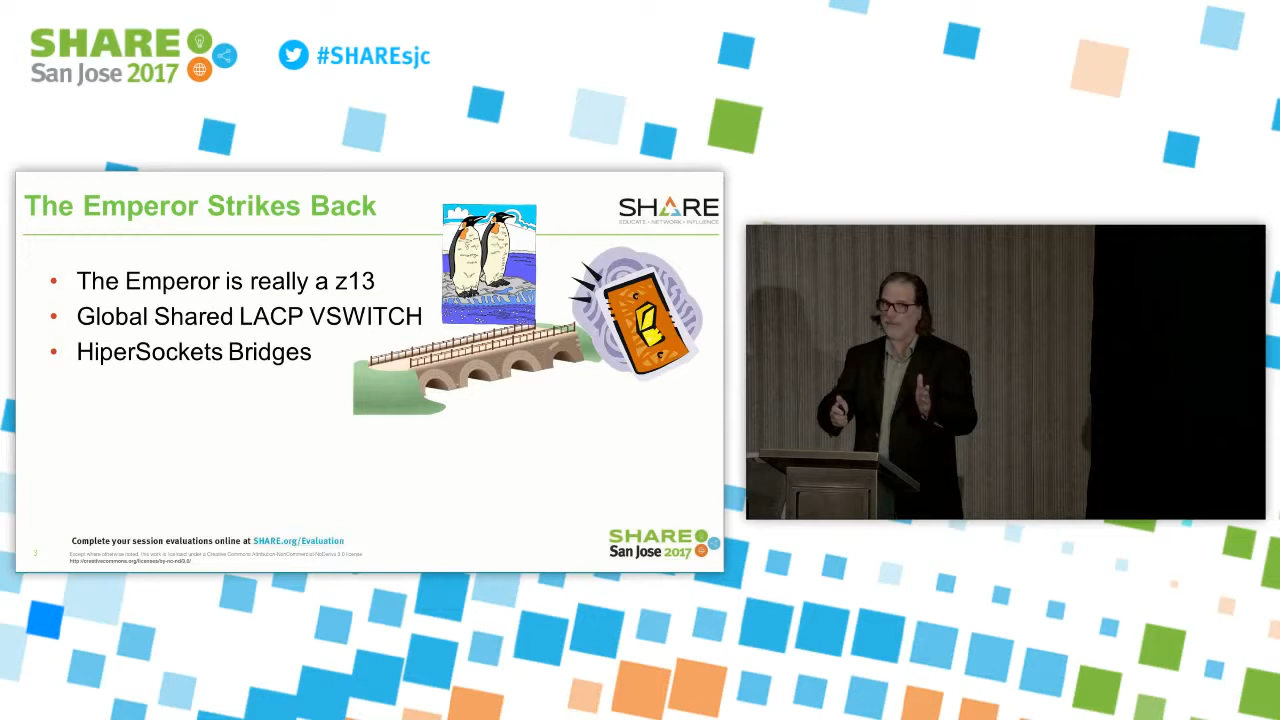 SHARE
San Jose 2017
#SHAREsjc
The Emperor Strikes Back
SHARE
EDUCATE • NETWORK • INFLUENCE
• The Emperor is really a z13
• Global Shared LACP VSWITCH
• HiperSockets Bridges
Complete your session evaluations online at SHARE.org/Evaluation
3
Except where otherwise noted, this work is licensed under a Creative Commons Attribution-NonCommercial-NoDerivs 3.0 license
http://creativecommons.org/licenses/by-nc-nd/3.0/
SHARE
San Jose 2017